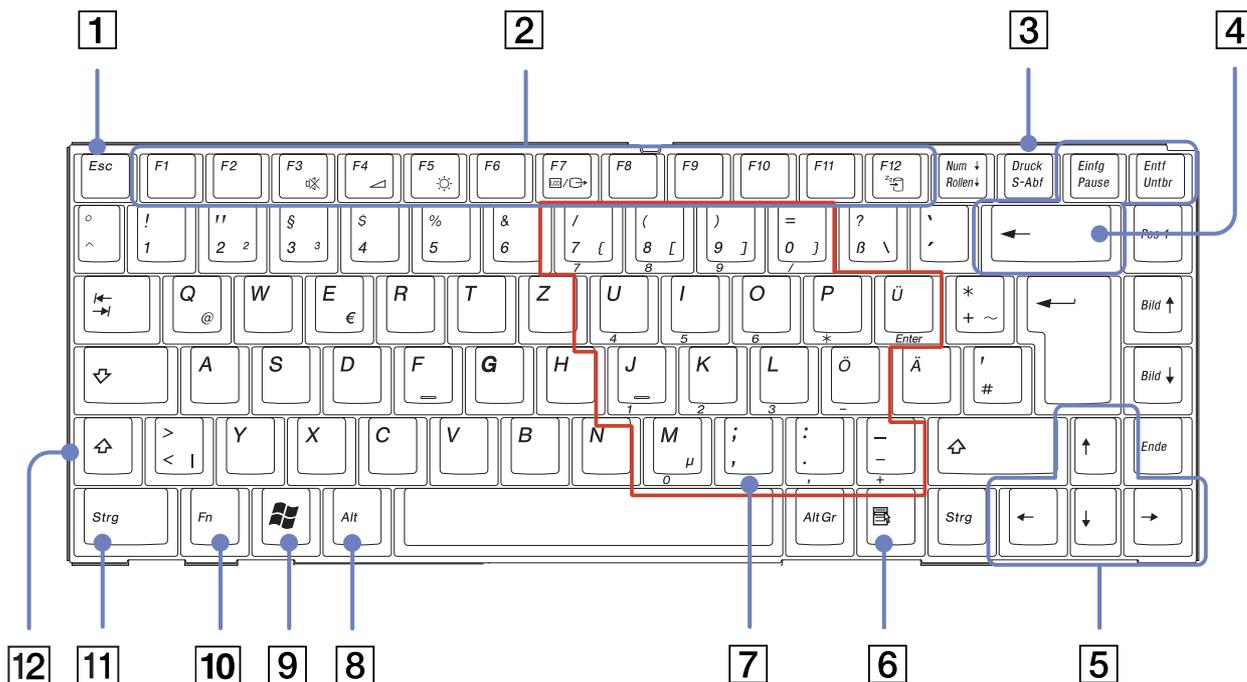 1 2 3 4
Esc F1 F2 F3 F4 F5 F6 F7 F8 F9 F10 F11 F12 Num ↓ Druck Einfg Entf
LCD / zzz Rollen↓ S-Abf Pause Untbr
° ! " § $ % & / ( ) = ? `
^ 1 2 ² 3 ³ 4 5 6 7 { 8 [ 9 ] 0 } ß \ ´ ← Pos 1
7 8 9 /
Q W E R T Z U I O P Ü *
@ € + ~ Bild ↑
4 5 6 * Enter
A S D F G H J K L Ö Ä '
# Bild ↓
1 2 3 -
> Y X C V B N M ; : _ ↑ Ende
< | µ , . -
0 , +
Strg Fn Alt Alt Gr Strg ← ↓ →
12 11 10 9 8 7 6 5